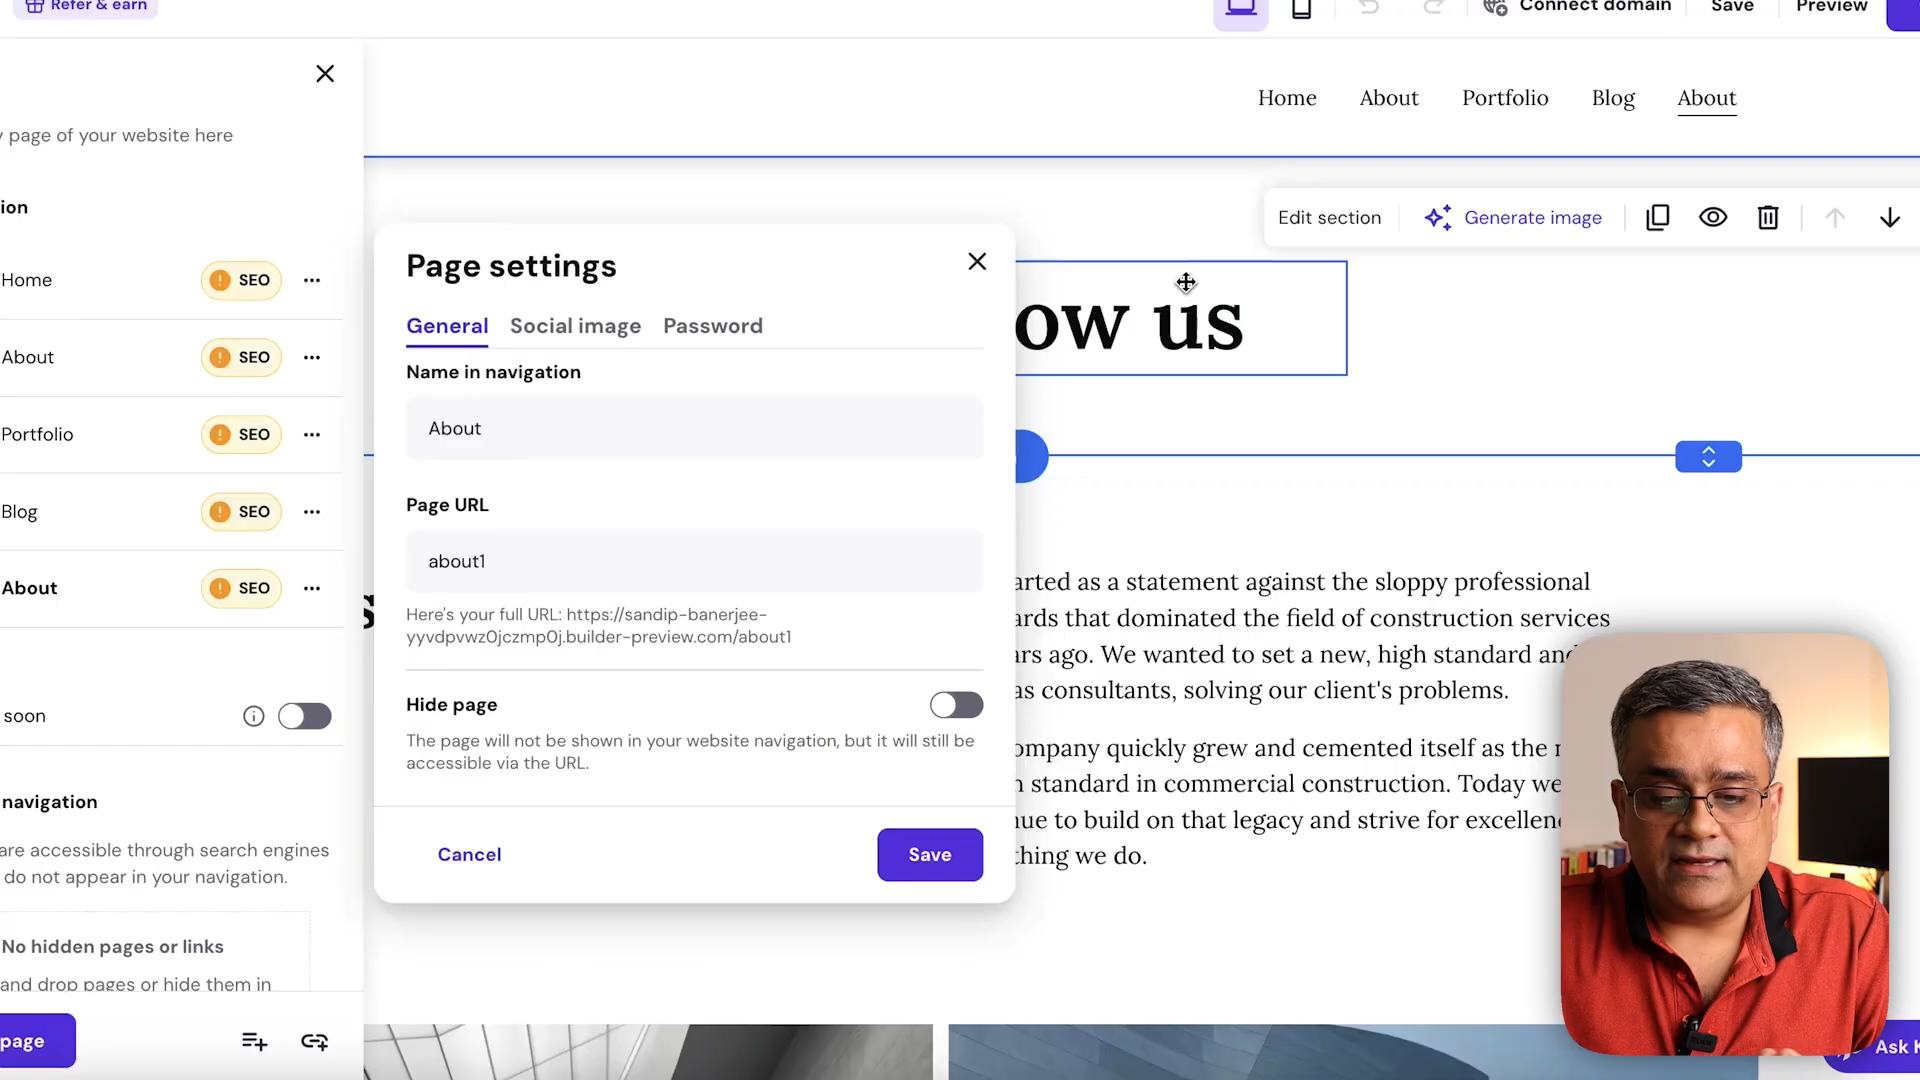 Refer & earn
Connect domain
Save
Preview
page of your website here
Home
About
Portfolio
Blog
About
ion
Edit section
Generate image
Page settings
Home
SEO
ow us
General
Social image
Password
About
SEO
Name in navigation
About
Portfolio
SEO
Page URL
Blog
SEO
about1
About
SEO
Here's your full URL: https://sandip-banerjee-
yyvdpvwz0jczmp0j.builder-preview.com/about1
arted as a statement against the sloppy professional
ards that dominated the field of construction services
ars ago. We wanted to set a new, high standard and
as consultants, solving our client's problems.
soon
Hide page
The page will not be shown in your website navigation, but it will still be
accessible via the URL.
ompany quickly grew and cemented itself as the
standard in commercial construction. Today we
nue to build on that legacy and strive for excellen
thing we do.
navigation
are accessible through search engines
do not appear in your navigation.
Cancel
Save
No hidden pages or links
and drop pages or hide them in
page
Ask